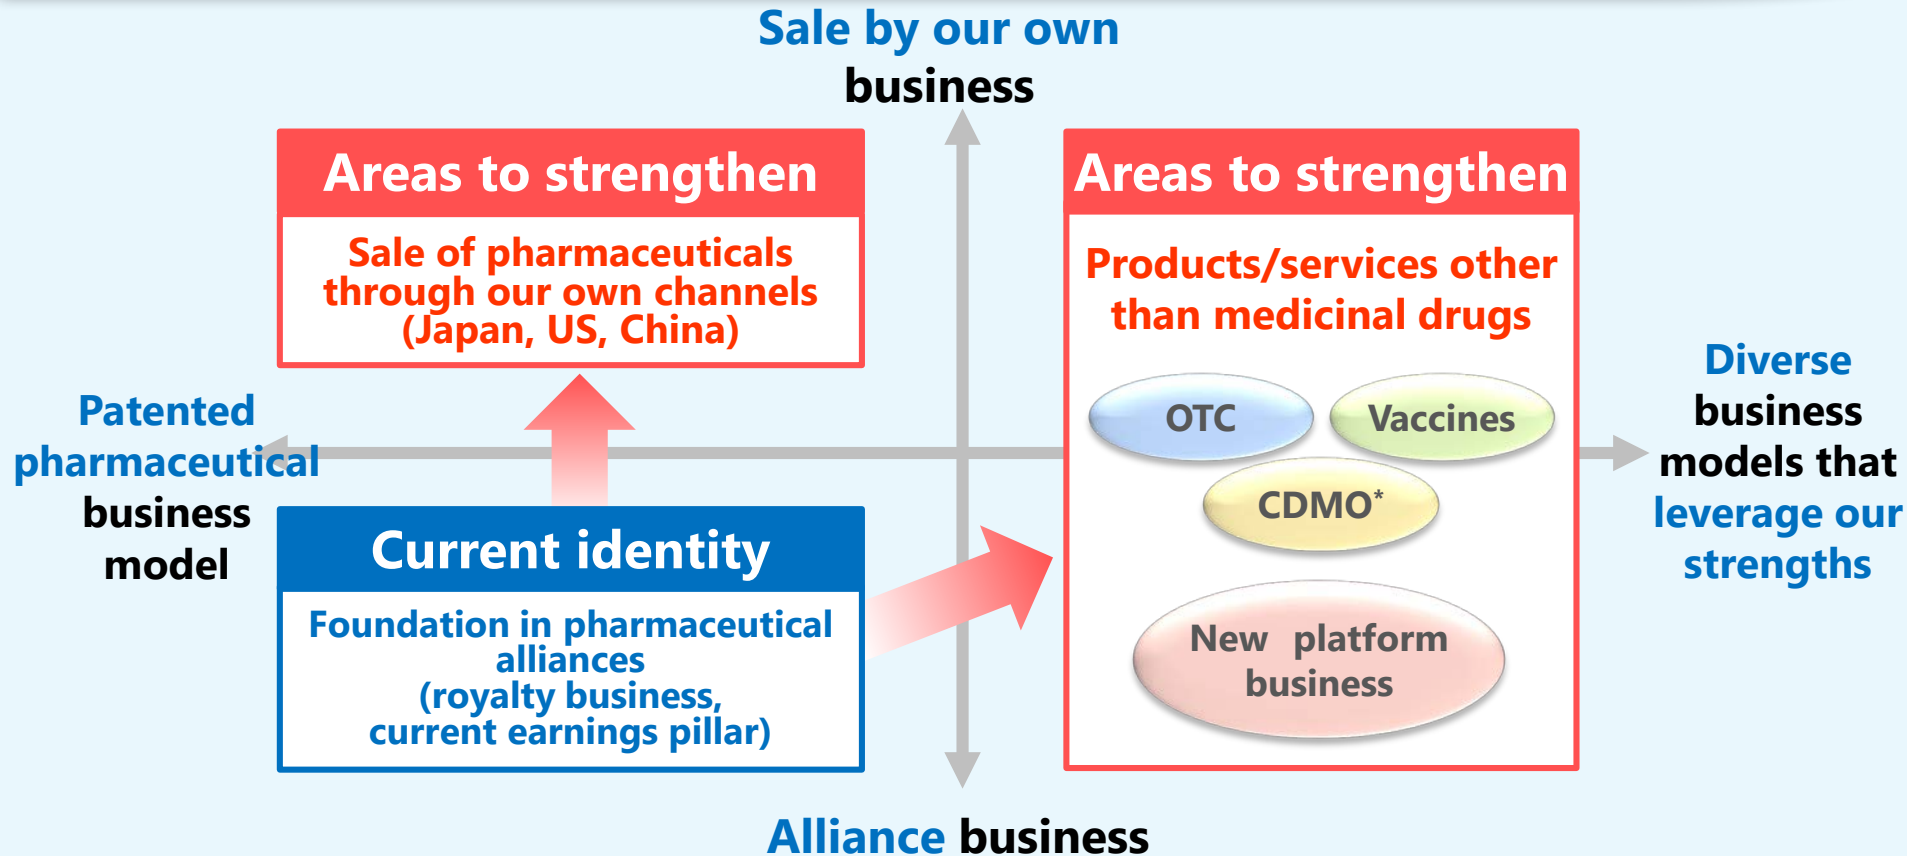 Sale by our own
business
Areas to strengthen
Sale of pharmaceuticals
through our own channels
(Japan, US, China)
Areas to strengthen
Products/services other
than medicinal drugs
OTC
Vaccines
CDMO*
New platform
business
Patented
pharmaceutical
business
model
Diverse
business
models that
leverage our
strengths
Current identity
Foundation in pharmaceutical
alliances
(royalty business,
current earnings pillar)
Alliance business